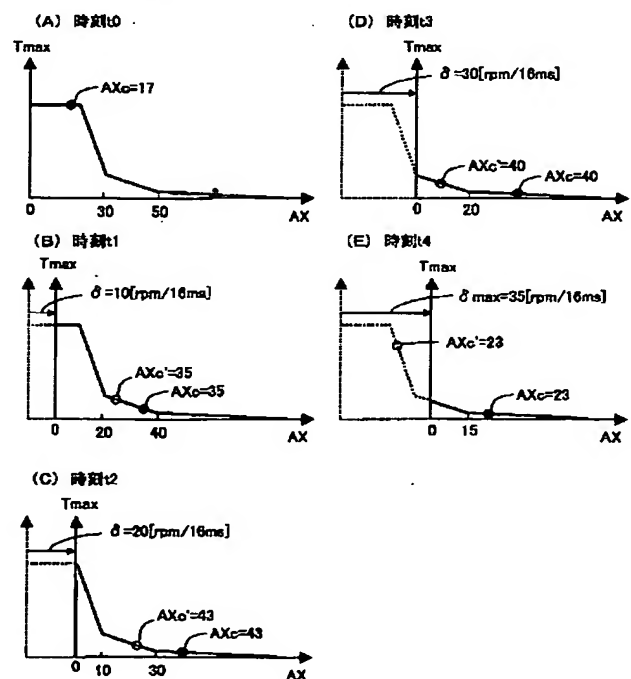 (A) 時刻t0
Tmax
AXc=17
0 30 50 AX
(B) 時刻t1
Tmax
δ=10[rpm/16ms]
AXc'=35
AXc=35
0 20 40 AX
(C) 時刻t2
Tmax
δ=20[rpm/16ms]
AXc'=43
AXc=43
0 10 30 AX
(D) 時刻t3
Tmax
δ=30[rpm/16ms]
AXc'=40
AXc=40
0 20 AX
(E) 時刻t4
Tmax
δmax=35[rpm/16ms]
AXc'=23
AXc=23
0 15 AX